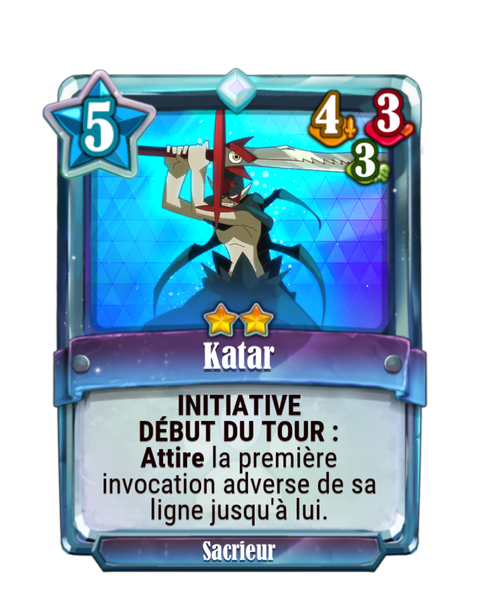 5
4
3
3
Katar
INITIATIVE
DÉBUT DU TOUR :
Attire la première
invocation adverse de sa
ligne jusqu'à lui.
Sacrieur